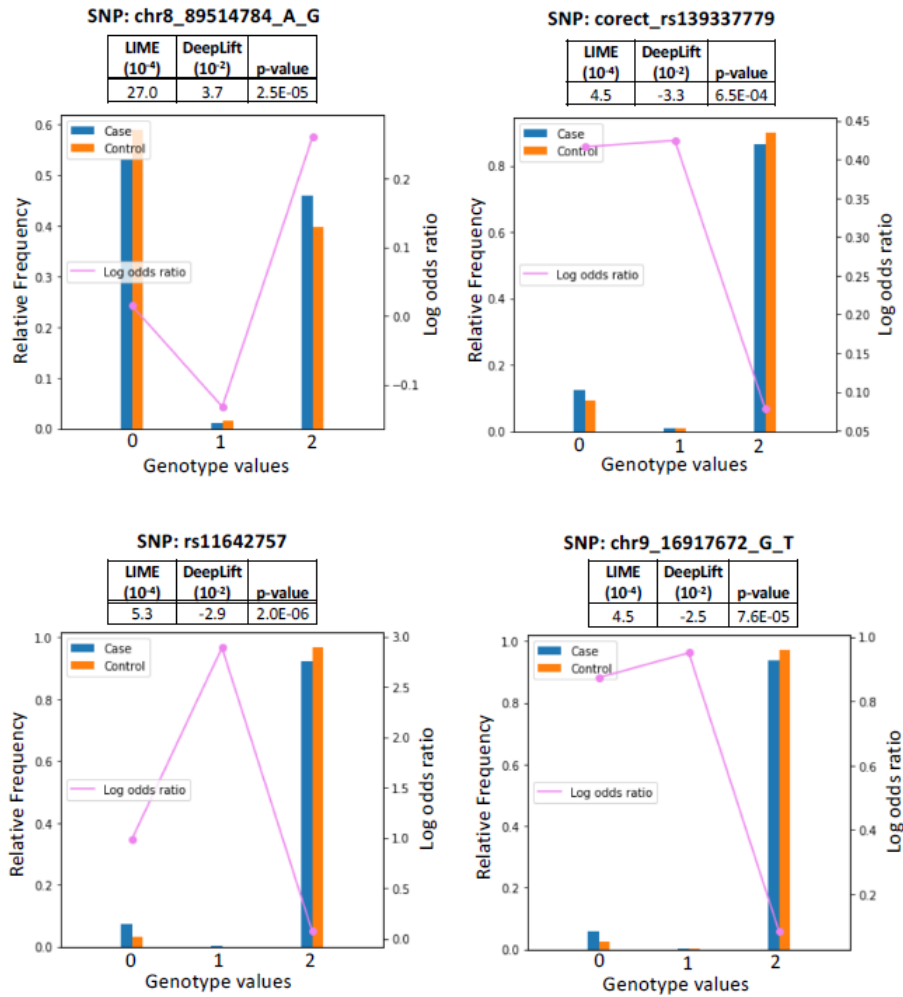 SNP: chr8_89514784_A_G
LIME (10-4) DeepLift (10-2) p-value
27.0 3.7 2.5E-05
Case
Control
Log odds ratio
0.6
0.5
0.4
0.3
0.2
0.1
0.0
Relative Frequency
0.2
0.1
0.0
−0.1
Log odds ratio
0 1 2
Genotype values
SNP: corect_rs139337779
LIME (10-4) DeepLift (10-2) p-value
4.5 -3.3 6.5E-04
Case
Control
Log odds ratio
0.8
0.6
0.4
0.2
0.0
Relative Frequency
0.45
0.40
0.35
0.30
0.25
0.20
0.15
0.10
0.05
Log odds ratio
0 1 2
Genotype values
SNP: rs11642757
LIME (10-4) DeepLift (10-2) p-value
5.3 -2.9 2.0E-06
Case
Control
Log odds ratio
1.0
0.8
0.6
0.4
0.2
0.0
Relative Frequency
3.0
2.5
2.0
1.5
1.0
0.5
0.0
Log odds ratio
0 1 2
Genotype values
SNP: chr9_16917672_G_T
LIME (10-4) DeepLift (10-2) p-value
4.5 -2.5 7.6E-05
Case
Control
Log odds ratio
1.0
0.8
0.6
0.4
0.2
0.0
Relative Frequency
1.0
0.8
0.6
0.4
0.2
Log odds ratio
0 1 2
Genotype values